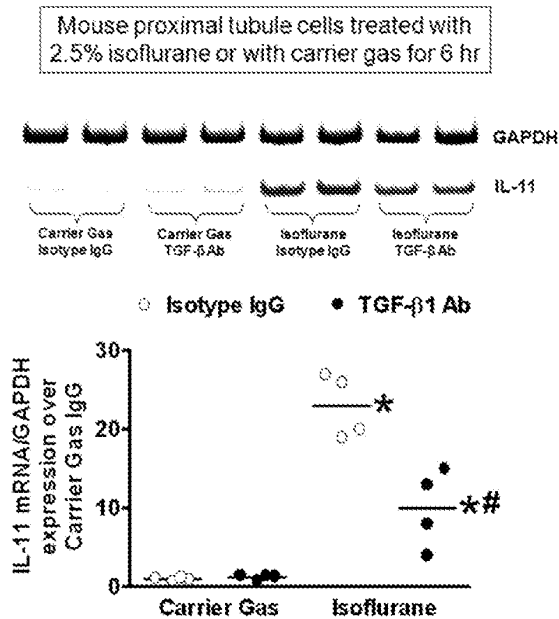 Mouse proximal tubule cells treated with
2.5% isoflurane or with carrier gas for 6 hr
GAPDH
IL-11
Carrier Gas
Isotype IgG
Carrier Gas
TGF-β Ab
Isoflurane
Isotype IgG
Isoflurane
TGF-β Ab
○ Isotype IgG ● TGF-β1 Ab
IL-11 mRNA/GAPDH
expression over
Carrier Gas IgG
30
20
10
0
*
*#
Carrier Gas Isoflurane